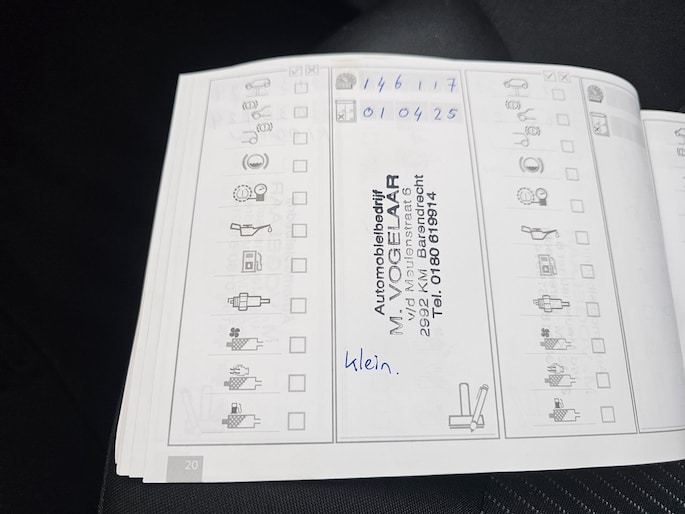 146117
010425
Automobielbedrijf
M. VOGELAAR
v/d Meulenstraat 6
2992 KM Barendrecht
Tel. 0180 619914
klein.
20